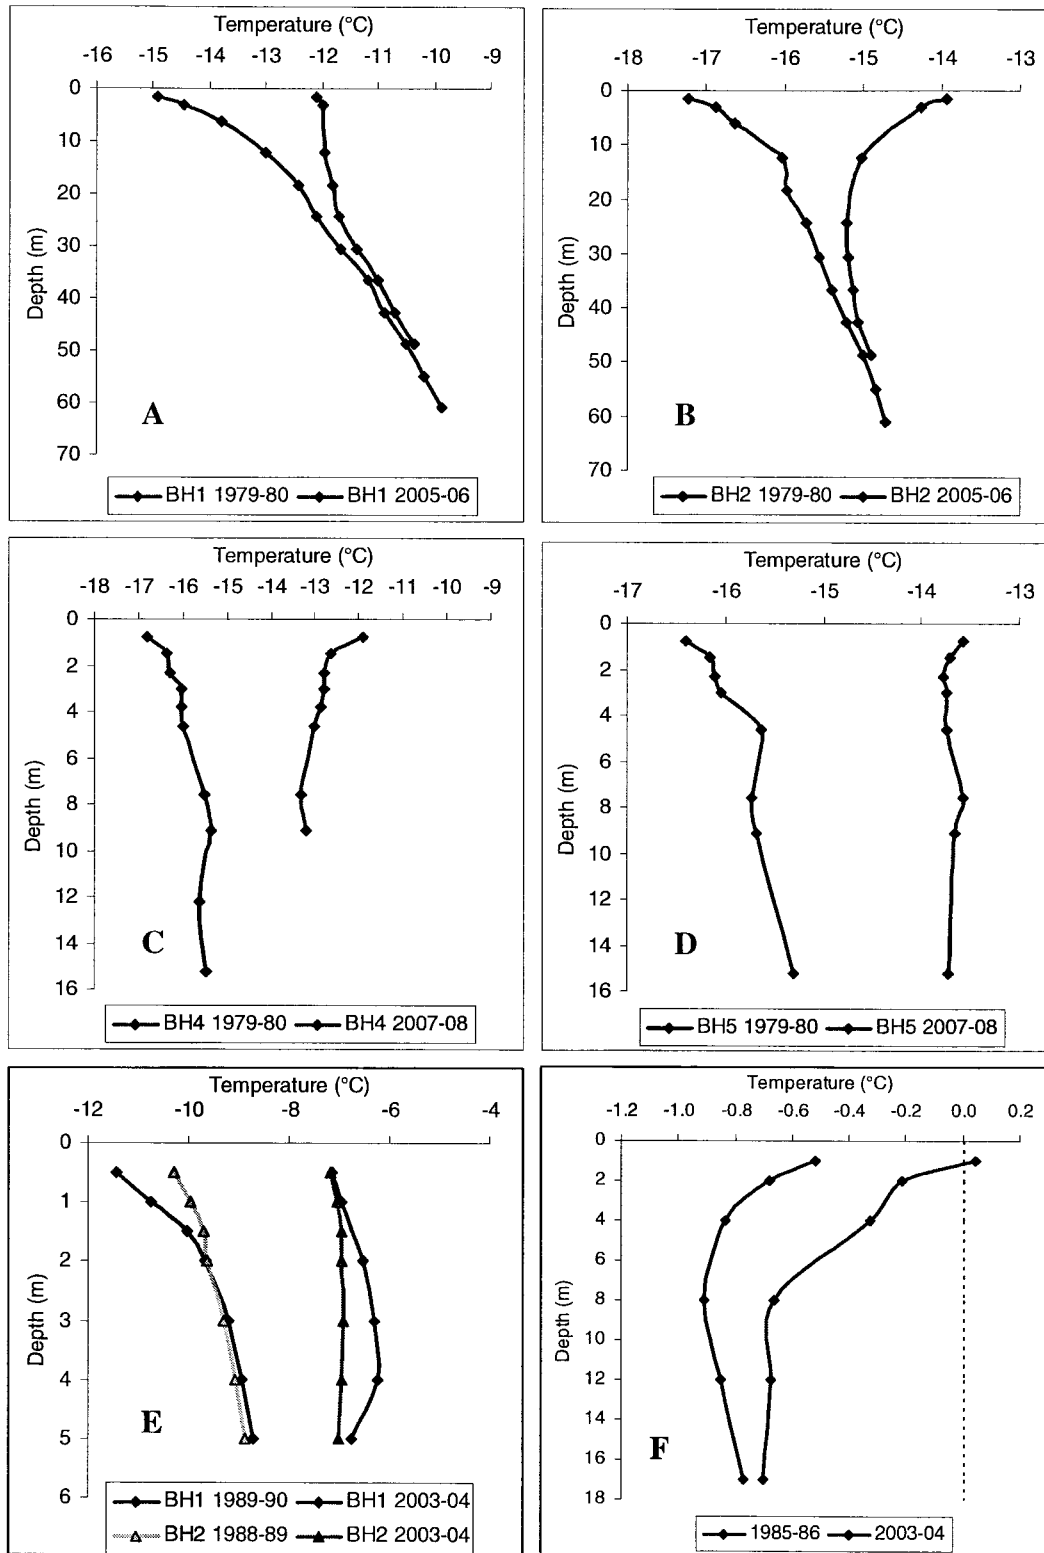 Temperature (°C)
-16 -15 -14 -13 -12 -11 -10 -9
0
10
20
30
40
50
60
70
Depth (m)
A
BH1 1979-80 BH1 2005-06
Temperature (°C)
-18 -17 -16 -15 -14 -13
0
10
20
30
40
50
60
70
Depth (m)
B
BH2 1979-80 BH2 2005-06
Temperature (°C)
-18 -17 -16 -15 -14 -13 -12 -11 -10 -9
0
2
4
6
8
10
12
14
16
Depth (m)
C
BH4 1979-80 BH4 2007-08
Temperature (°C)
-17 -16 -15 -14 -13
0
2
4
6
8
10
12
14
16
Depth (m)
D
BH5 1979-80 BH5 2007-08
Temperature (°C)
-12 -10 -8 -6 -4
0
1
2
3
4
5
6
Depth (m)
E
BH1 1989-90 BH1 2003-04
BH2 1988-89 BH2 2003-04
Temperature (°C)
-1.2 -1.0 -0.8 -0.6 -0.4 -0.2 0.0 0.2
0
2
4
6
8
10
12
14
16
18
Depth (m)
F
1985-86 2003-04